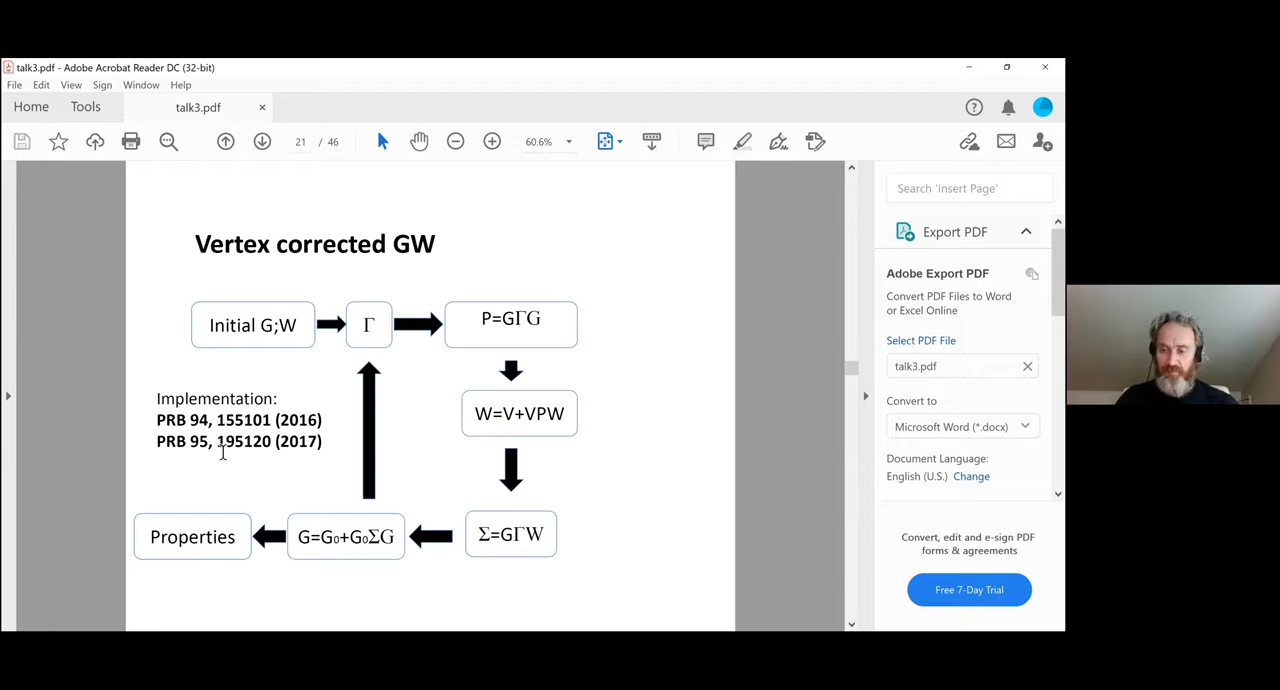 talk3.pdf - Adobe Acrobat Reader DC (32-bit)
File Edit View Sign Window Help
Home Tools talk3.pdf
21 / 46 60.6%
Vertex corrected GW
Initial G;W Γ P=GΓG
Implementation:
PRB 94, 155101 (2016)
PRB 95, 195120 (2017)
W=V+VPW
Properties G=G₀+G₀ΣG Σ=GΓW
Search 'Insert Page'
Export PDF
Adobe Export PDF
Convert PDF Files to Word
or Excel Online
Select PDF File
talk3.pdf
Convert to
Microsoft Word (*.docx)
Document Language:
English (U.S.) Change
Convert, edit and e-sign PDF
forms & agreements
Free 7-Day Trial